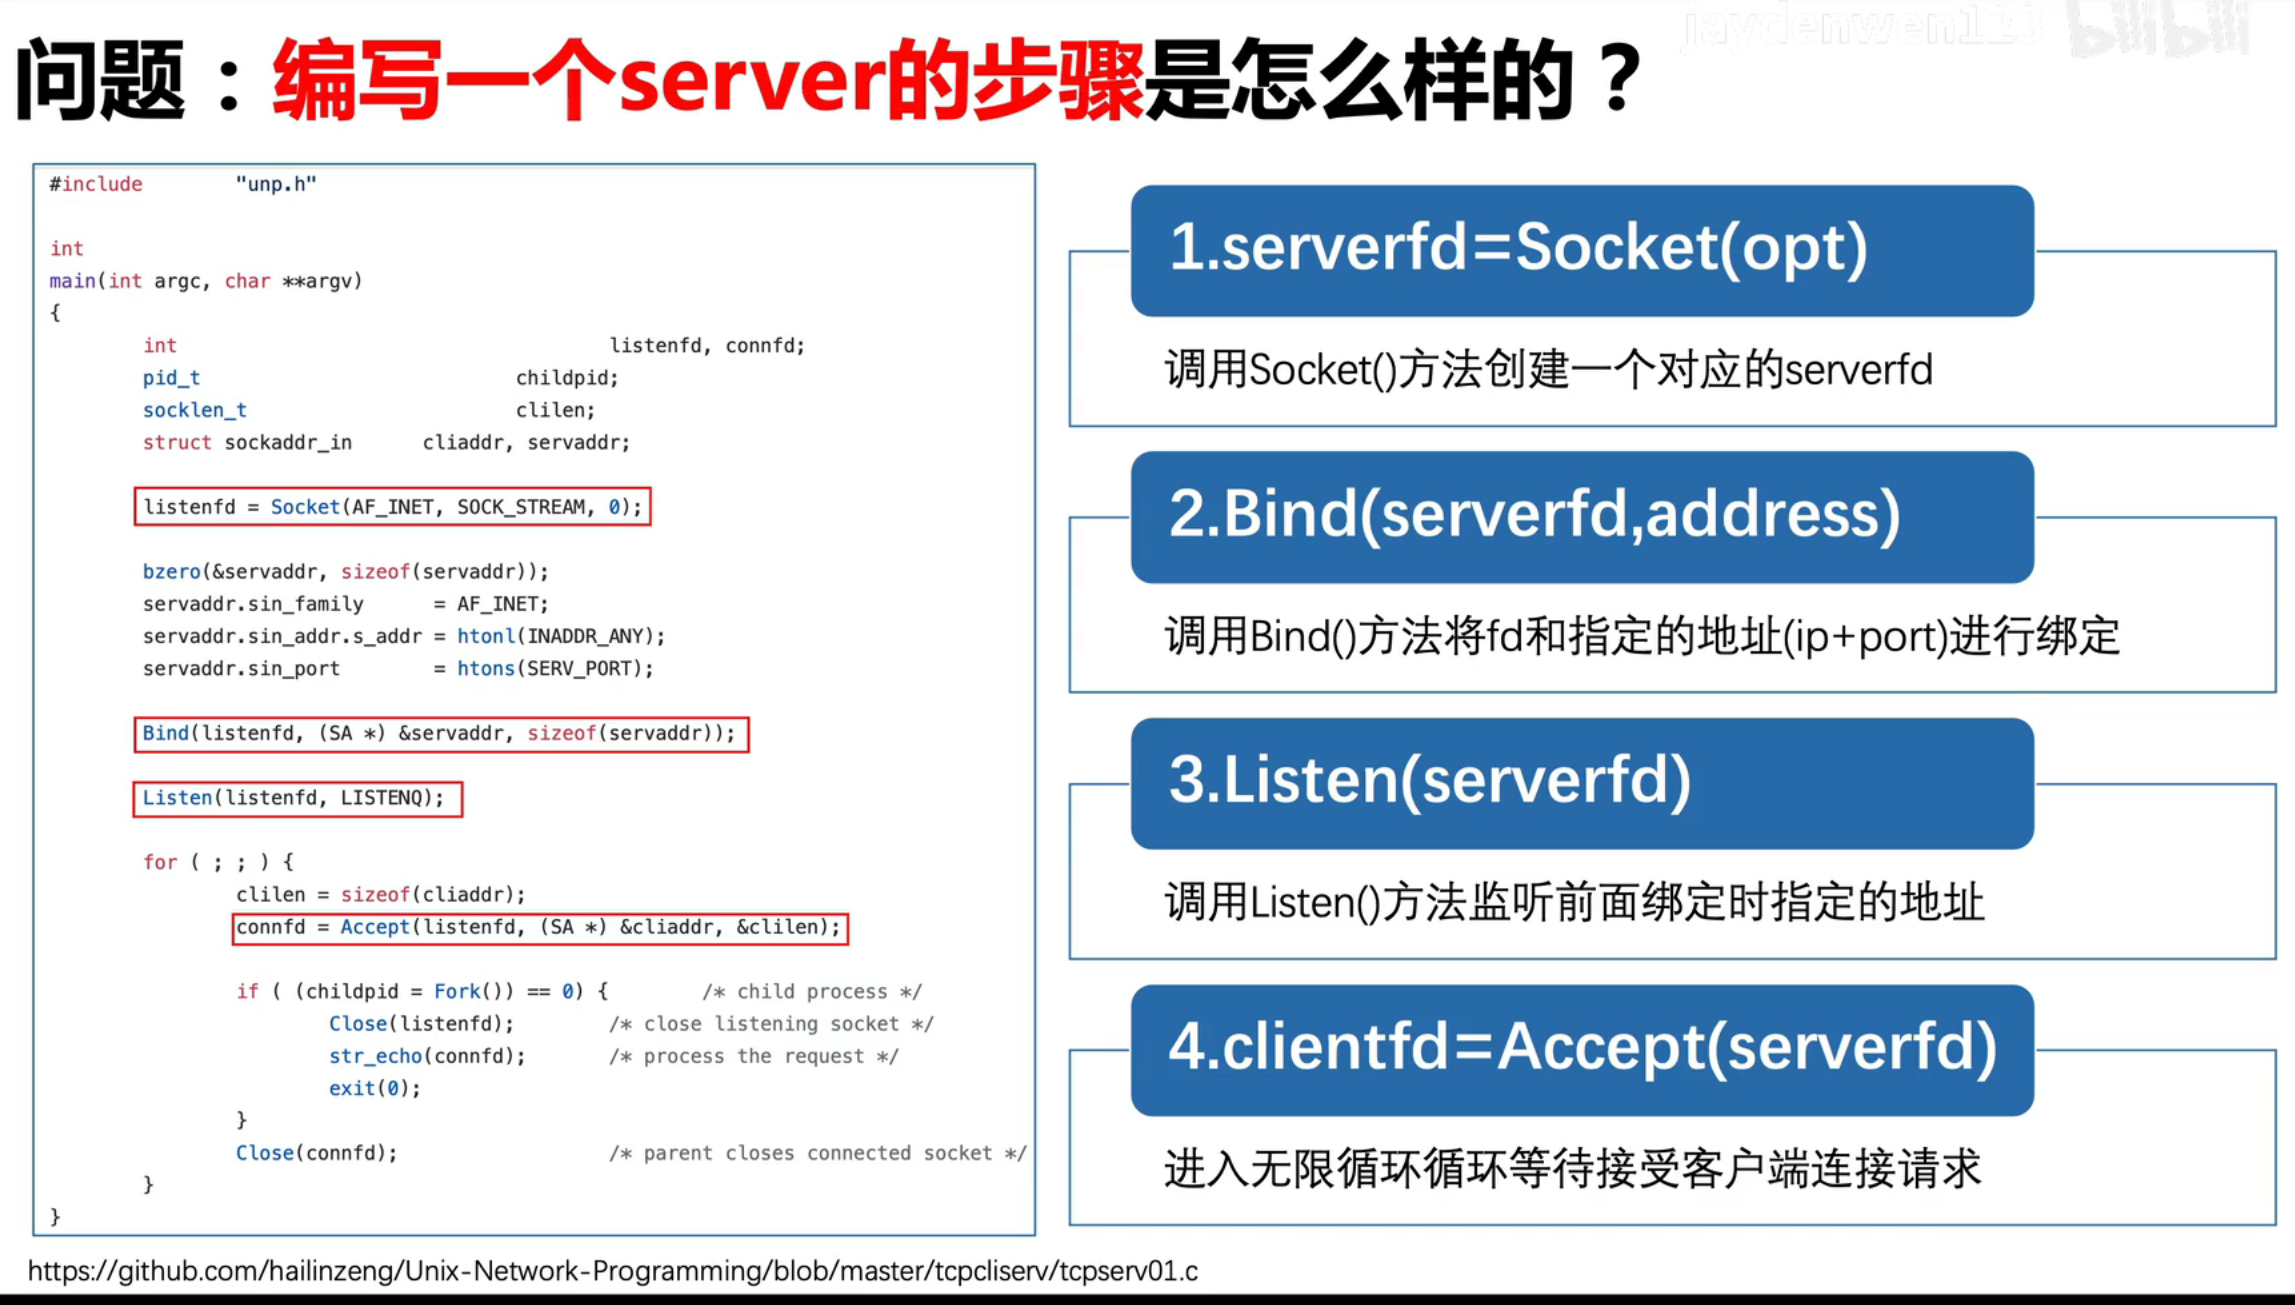 jaydenwen123 bilibili
问题：编写一个server的步骤是怎么样的？
#include "unp.h"
int
main(int argc, char **argv)
{
int listenfd, connfd;
pid_t childpid;
socklen_t clilen;
struct sockaddr_in cliaddr, servaddr;
listenfd = Socket(AF_INET, SOCK_STREAM, 0);
bzero(&servaddr, sizeof(servaddr));
servaddr.sin_family = AF_INET;
servaddr.sin_addr.s_addr = htonl(INADDR_ANY);
servaddr.sin_port = htons(SERV_PORT);
Bind(listenfd, (SA *) &servaddr, sizeof(servaddr));
Listen(listenfd, LISTENQ);
for ( ; ; ) {
clilen = sizeof(cliaddr);
connfd = Accept(listenfd, (SA *) &cliaddr, &clilen);
if ( (childpid = Fork()) == 0) { /* child process */
Close(listenfd); /* close listening socket */
str_echo(connfd); /* process the request */
exit(0);
}
Close(connfd); /* parent closes connected socket */
}
}
1.serverfd=Socket(opt)
调用Socket()方法创建一个对应的serverfd
2.Bind(serverfd,address)
调用Bind()方法将fd和指定的地址(ip+port)进行绑定
3.Listen(serverfd)
调用Listen()方法监听前面绑定时指定的地址
4.clientfd=Accept(serverfd)
进入无限循环循环等待接受客户端连接请求
https://github.com/hailinzeng/Unix-Network-Programming/blob/master/tcpcliserv/tcpserv01.c